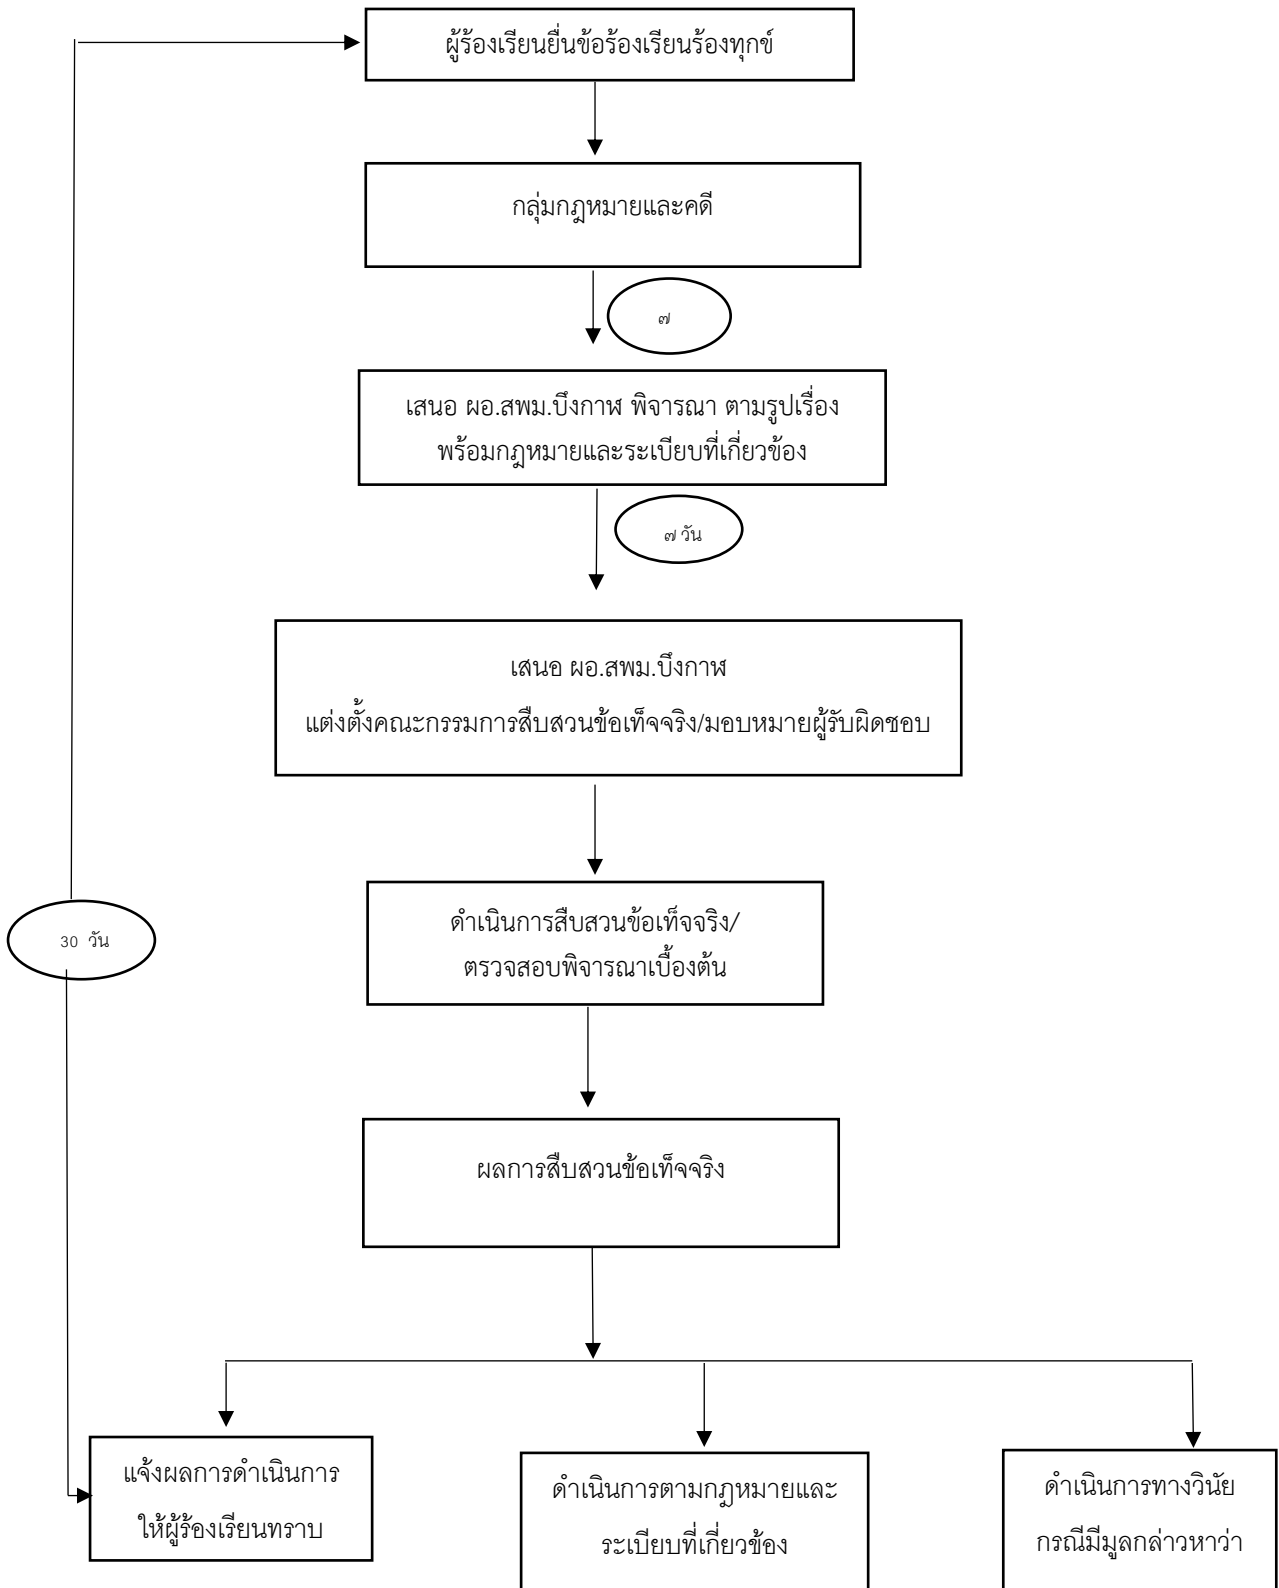 ผู้ร้องเรียนยื่นข้อร้องเรียนร้องทุกข์
กลุ่มกฎหมายและคดี
๗
เสนอ ผอ.สพม.บึงกาฬ พิจารณา ตามรูปเรื่อง
พร้อมกฎหมายและระเบียบที่เกี่ยวข้อง
๗ วัน
เสนอ ผอ.สพม.บึงกาฬ
แต่งตั้งคณะกรรมการสืบสวนข้อเท็จจริง/มอบหมายผู้รับผิดชอบ
ดำเนินการสืบสวนข้อเท็จจริง/
ตรวจสอบพิจารณาเบื้องต้น
30 วัน
ผลการสืบสวนข้อเท็จจริง
แจ้งผลการดำเนินการ
ให้ผู้ร้องเรียนทราบ
ดำเนินการตามกฎหมายและ
ระเบียบที่เกี่ยวข้อง
ดำเนินการทางวินัย
กรณีมีมูลกล่าวหาว่า